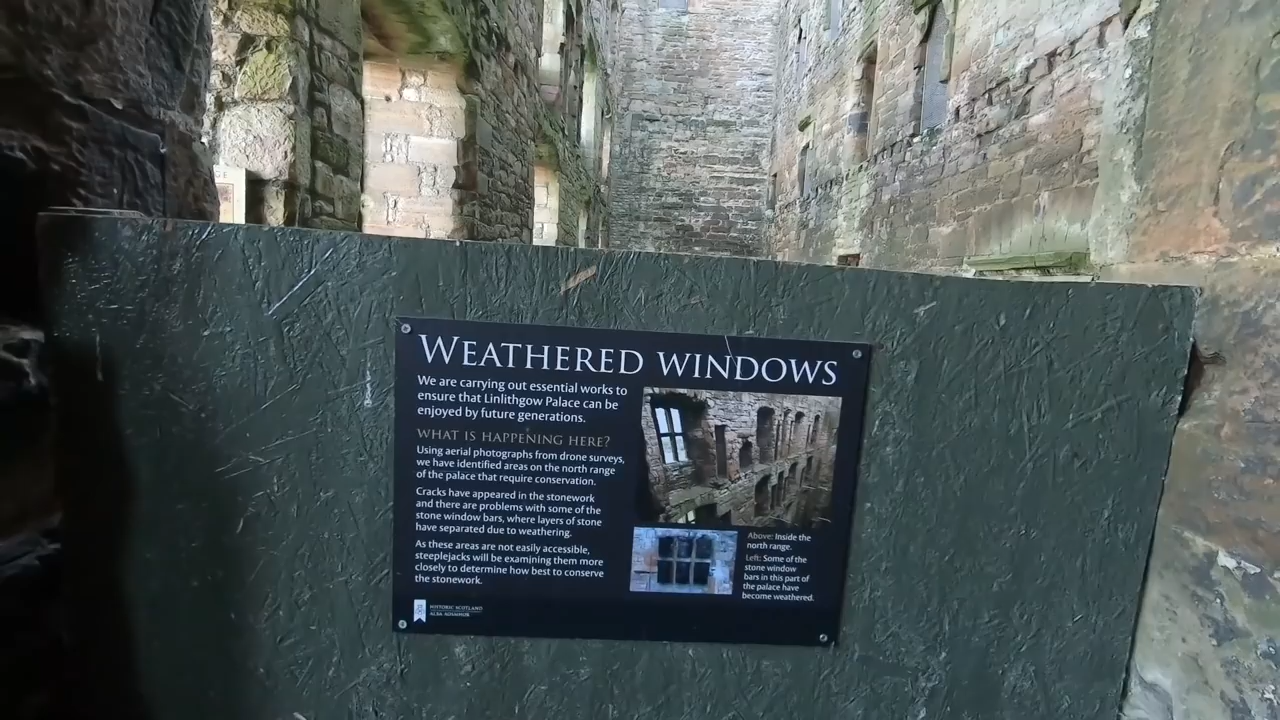 WEATHERED WINDOWS
We are carrying out essential works to
ensure that Linlithgow Palace can be
enjoyed by future generations.
WHAT IS HAPPENING HERE?
Using aerial photographs from drone surveys,
we have identified areas on the north range
of the palace that require conservation.
Cracks have appeared in the stonework
and there are problems with some of the
stone window bars, where layers of stone
have separated due to weathering.
As these areas are not easily accessible,
steeplejacks will be examining them more
closely to determine how best to conserve
the stonework.
Above: Inside the
north range.
Left: Some of the
stone window
bars in this part of
the palace have
become weathered.
HISTORIC SCOTLAND
ALBA AOSMHOR